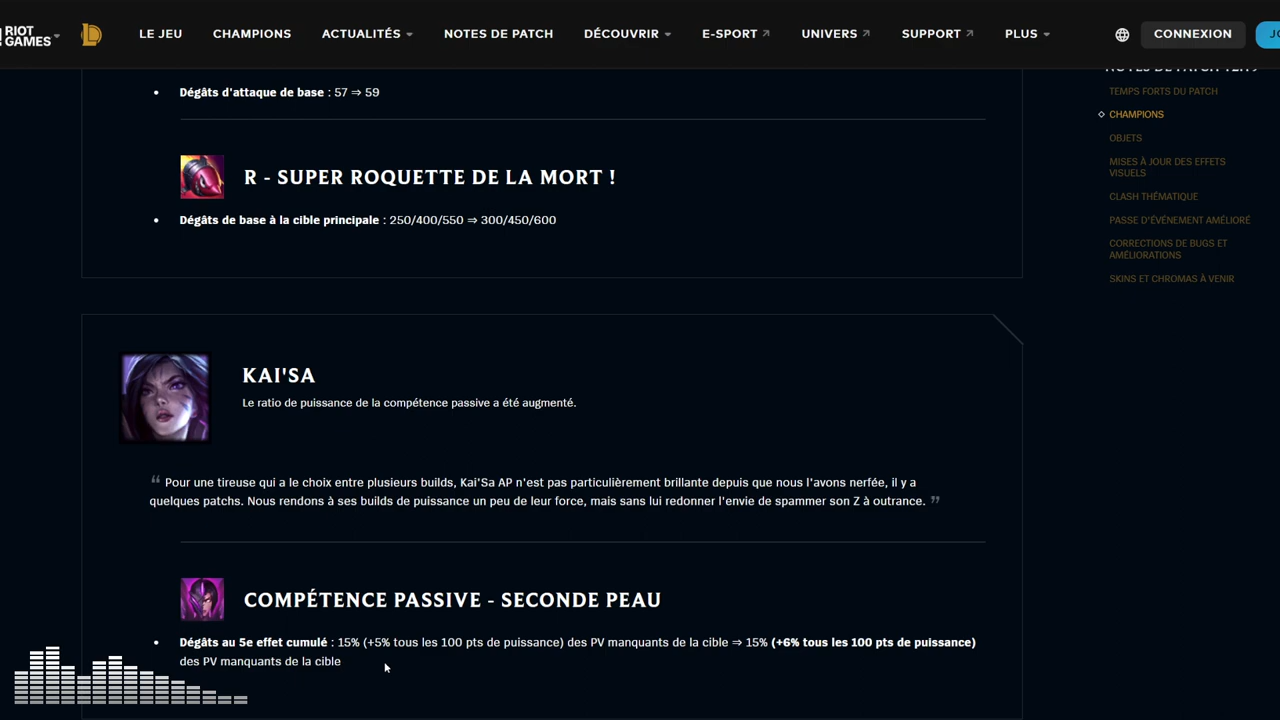 RIOT GAMES
LE JEU
CHAMPIONS
ACTUALITÉS
NOTES DE PATCH
DÉCOUVRIR
E-SPORT
UNIVERS
SUPPORT
PLUS
CONNEXION
Dégâts d'attaque de base : 57 ⇒ 59
R - SUPER ROQUETTE DE LA MORT !
Dégâts de base à la cible principale : 250/400/550 ⇒ 300/450/600
KAI'SA
Le ratio de puissance de la compétence passive a été augmenté.
“ Pour une tireuse qui a le choix entre plusieurs builds, Kai'Sa AP n'est pas particulièrement brillante depuis que nous l'avons nerfée, il y a
quelques patchs. Nous rendons à ses builds de puissance un peu de leur force, mais sans lui redonner l'envie de spammer son Z à outrance. ”
COMPÉTENCE PASSIVE - SECONDE PEAU
Dégâts au 5e effet cumulé : 15% (+5% tous les 100 pts de puissance) des PV manquants de la cible ⇒ 15% (+6% tous les 100 pts de puissance)
des PV manquants de la cible
TEMPS FORTS DU PATCH
CHAMPIONS
OBJETS
MISES À JOUR DES EFFETS
VISUELS
CLASH THÉMATIQUE
PASSE D'ÉVÉNEMENT AMÉLIORÉ
CORRECTIONS DE BUGS ET
AMÉLIORATIONS
SKINS ET CHROMAS À VENIR